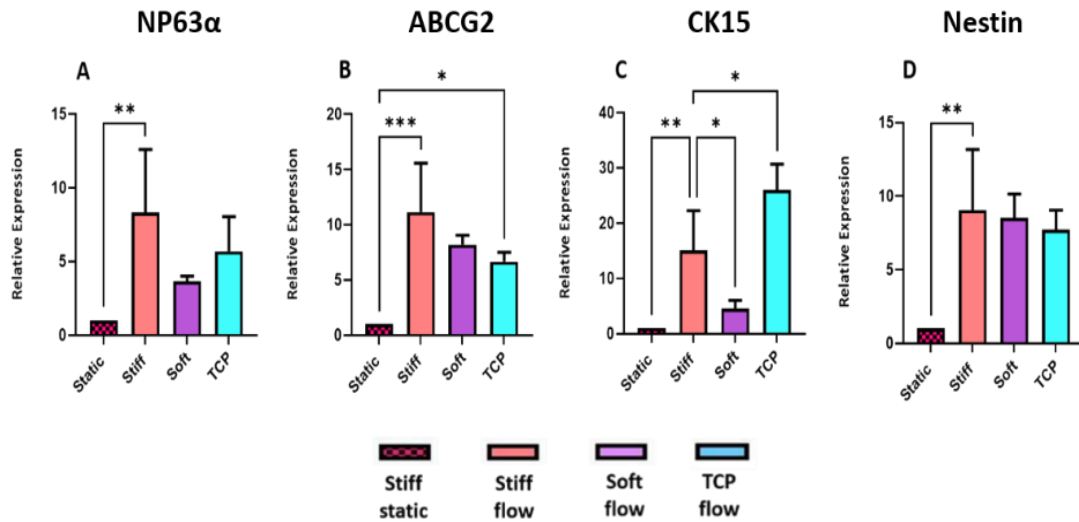 NP63α
ABCG2
CK15
Nestin
A
15
10
5
0
Relative Expression
**
Static
Stiff
Soft
TCP
B
20
15
10
5
0
Relative Expression
*
***
Static
Stiff
Soft
TCP
C
40
30
20
10
0
Relative Expression
*
**
*
Static
Stiff
Soft
TCP
D
15
10
5
0
Relative Expression
**
Static
Stiff
Soft
TCP
Stiff static
Stiff flow
Soft flow
TCP flow